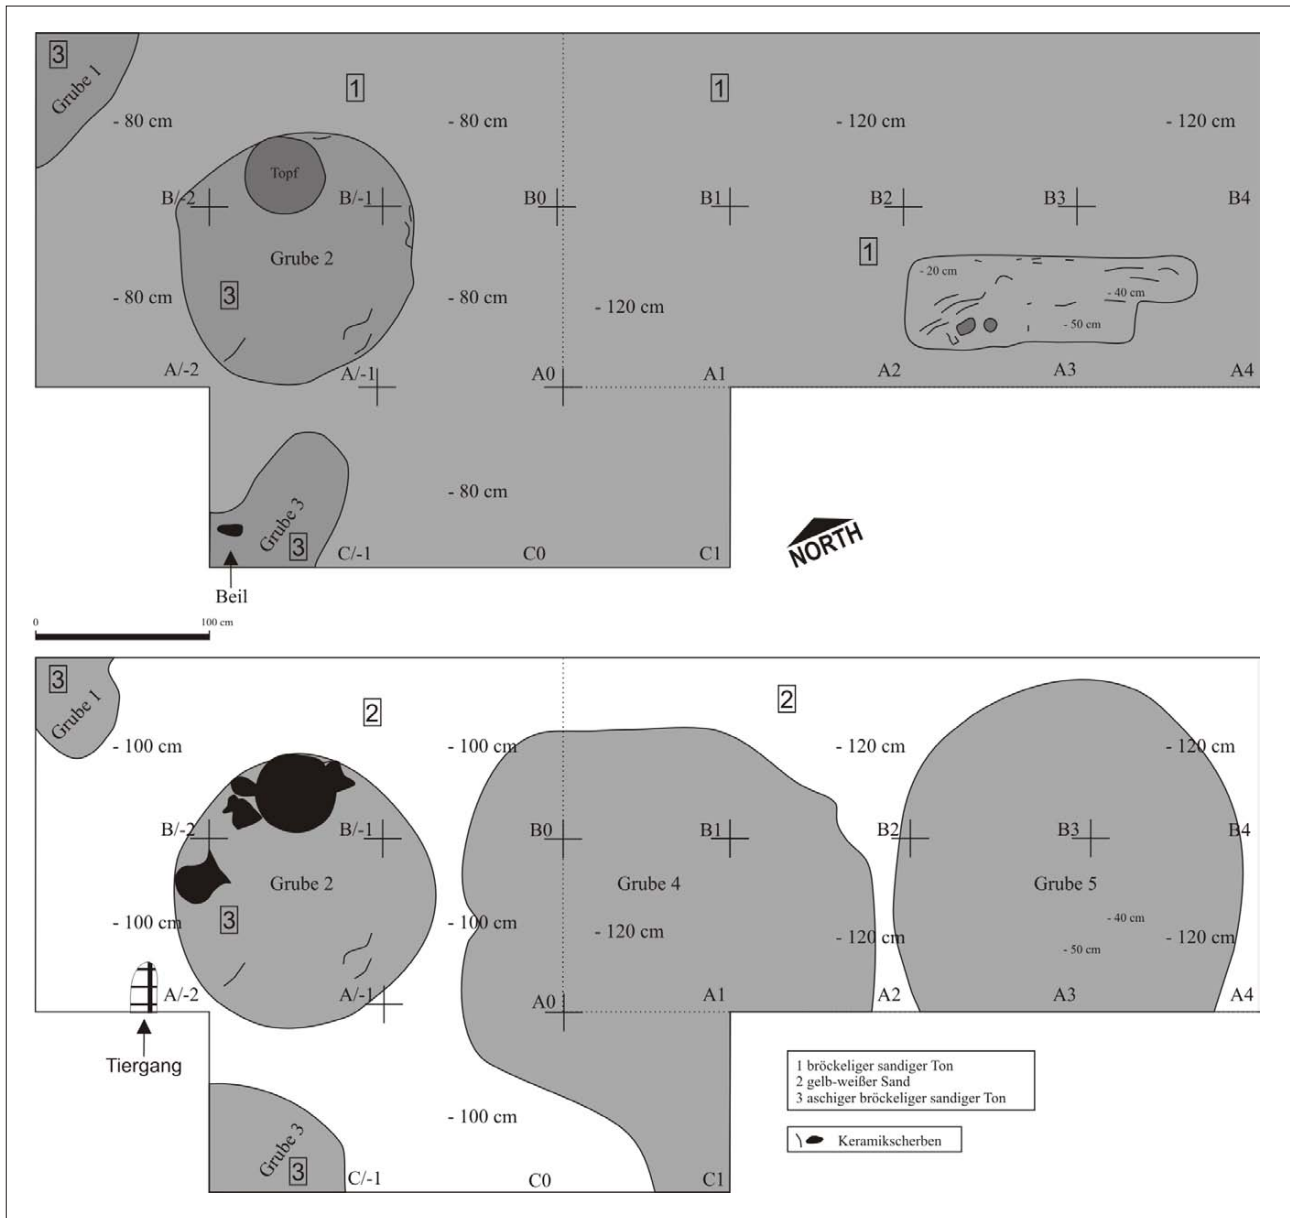 3
Grube 1
1
1
- 80 cm
- 80 cm
- 120 cm
- 120 cm
Topf
B/-2
B/-1
B0
B1
B2
B3
B4
Grube 2
1
- 20 cm
3
- 80 cm
- 80 cm
- 120 cm
- 40 cm
- 50 cm
A/-2
A/-1
A0
A1
A2
A3
A4
- 80 cm
Grube 3
3
C/-1
C0
C1
NORTH
Beil
0
100 cm
3
Grube 1
2
2
- 100 cm
- 100 cm
- 120 cm
- 120 cm
B/-2
B/-1
B0
B1
B2
B3
B4
Grube 2
Grube 4
Grube 5
3
- 100 cm
- 100 cm
- 120 cm
- 120 cm
- 40 cm
- 50 cm
- 120 cm
A/-2
A/-1
A0
A1
A2
A3
A4
Tiergang
- 100 cm
Grube 3
3
C/-1
C0
C1
1 bröckeliger sandiger Ton
2 gelb-weißer Sand
3 aschiger bröckeliger sandiger Ton
Keramikscherben